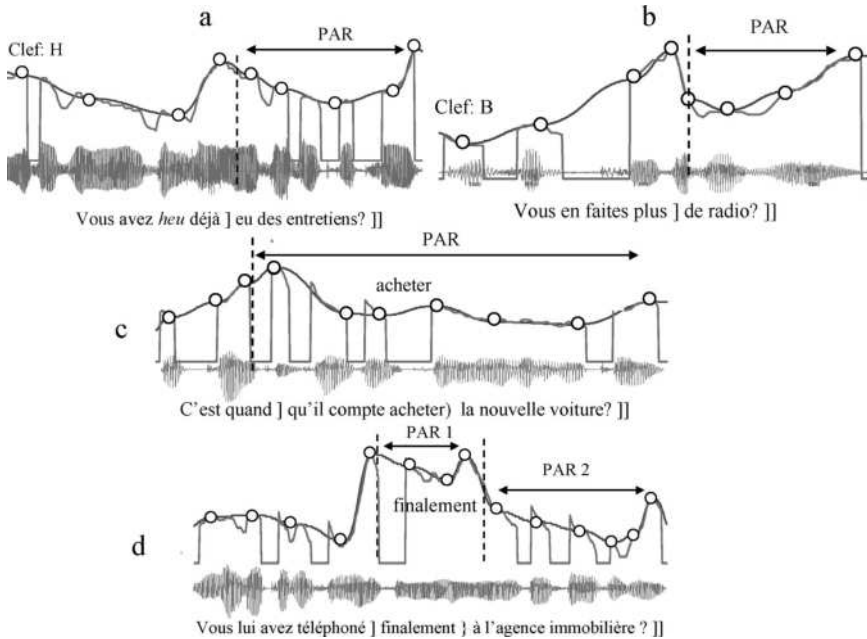 a
PAR
Clef: H
Vous avez heu déjà ] eu des entretiens? ]]
b
PAR
Clef: B
Vous en faites plus ] de radio? ]]
PAR
acheter
c
C'est quand ] qu'il compte acheter) la nouvelle voiture? ]]
PAR 1
PAR 2
finalement
d
Vous lui avez téléphoné ] finalement } à l'agence immobilière ? ]]